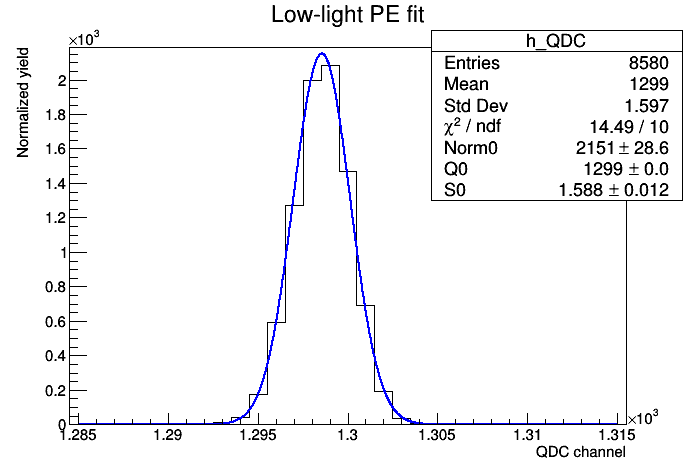 Low-light PE fit
×10³
Normalized yield
h_QDC
Entries 8580
Mean 1299
Std Dev 1.597
χ² / ndf 14.49 / 10
Norm0 2151 ± 28.6
Q0 1299 ± 0.0
S0 1.588 ± 0.012
2
1.8
1.6
1.4
1.2
1
0.8
0.6
0.4
0.2
0
1.285 1.29 1.295 1.3 1.305 1.31 1.315
×10³
QDC channel